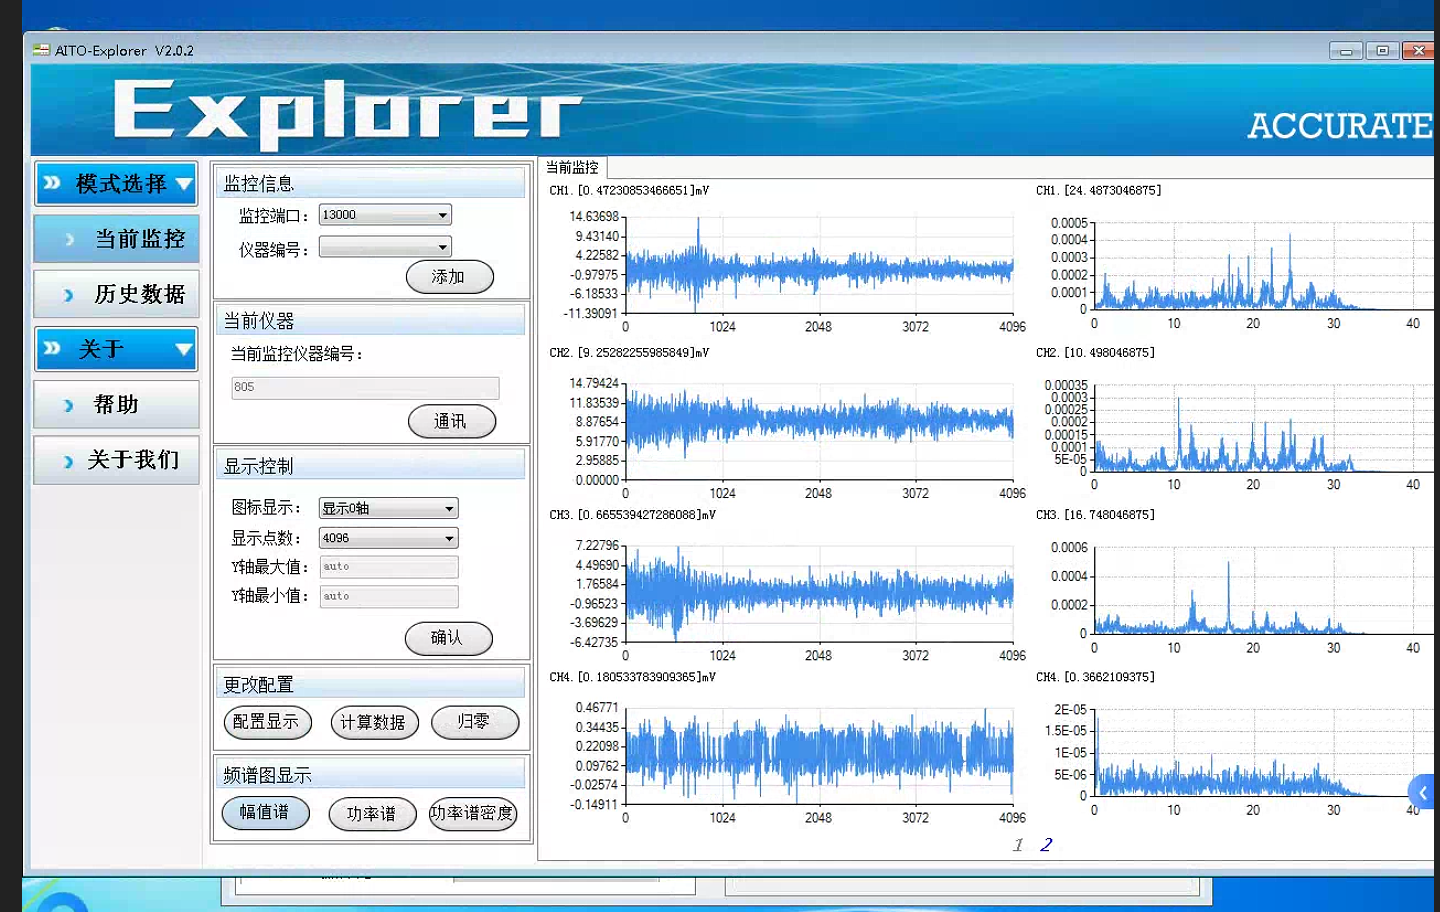 AITO-Explorer V2.0.2
Explorer
ACCURATE
模式选择
当前监控
历史数据
关于
帮助
关于我们
监控信息
监控端口：
13000
仪器编号：
添加
当前仪器
当前监控仪器编号：
805
通讯
显示控制
图标显示：
显示0轴
显示点数：
4096
Y轴最大值：
auto
Y轴最小值：
auto
确认
更改配置
配置显示
计算数据
归零
频谱图显示
幅值谱
功率谱
功率谱密度
当前监控
CH1.[0.47230853466651]mV
14.63698
9.43140
4.22582
-0.97975
-6.18533
-11.39091
0 1024 2048 3072 4096
CH1.[24.4873046875]
0.0005
0.0004
0.0003
0.0002
0.0001
0
0 10 20 30 40
CH2.[9.25282255985849]mV
14.79424
11.83539
8.87654
5.91770
2.95885
0.00000
0 1024 2048 3072 4096
CH2.[10.498046875]
0.00035
0.0003
0.00025
0.0002
0.00015
0.0001
5E-05
0
0 10 20 30 40
CH3.[0.665539427286088]mV
7.22796
4.49690
1.76584
-0.96523
-3.69629
-6.42735
0 1024 2048 3072 4096
CH3.[16.748046875]
0.0006
0.0004
0.0002
0
0 10 20 30 40
CH4.[0.180533783909365]mV
0.46771
0.34435
0.22098
0.09762
-0.02574
-0.14911
0 1024 2048 3072 4096
CH4.[0.3662109375]
2E-05
1.5E-05
1E-05
5E-06
0
0 10 20 30 40
1 2